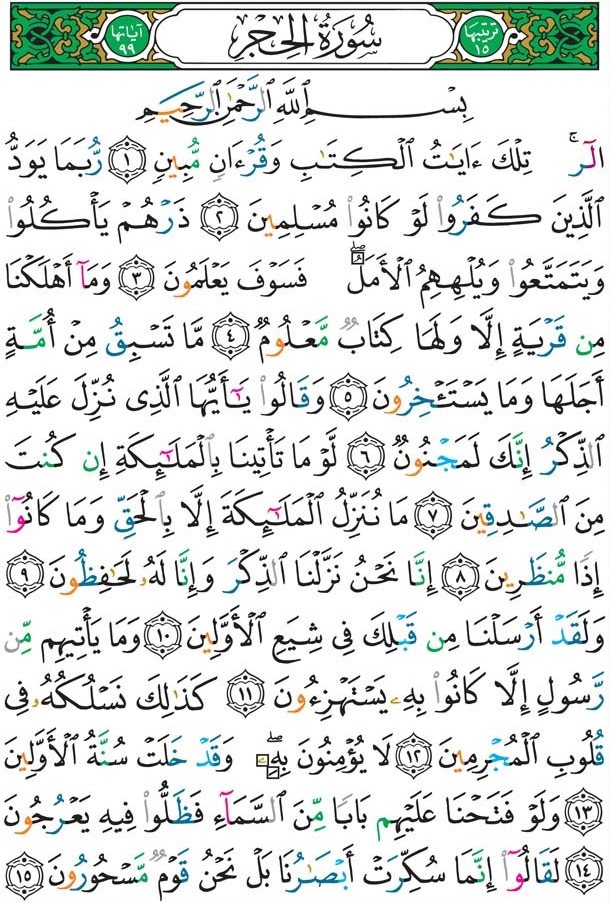 ترتيبها ١٥ سُورَةُ الحِجرِ آياتها ٩٩
بِسۡمِ ٱللَّهِ ٱلرَّحۡمَٰنِ ٱلرَّحِيمِ
الٓرۚ تِلۡكَ ءَايَٰتُ ٱلۡكِتَٰبِ وَقُرۡءَانٖ مُّبِينٖ ١ رُّبَمَا يَوَدُّ
ٱلَّذِينَ كَفَرُواْ لَوۡ كَانُواْ مُسۡلِمِينَ ٢ ذَرۡهُمۡ يَأۡكُلُواْ
وَيَتَمَتَّعُواْ وَيُلۡهِهِمُ ٱلۡأَمَلُۖ فَسَوۡفَ يَعۡلَمُونَ ٣ وَمَآ أَهۡلَكۡنَا
مِن قَرۡيَةٍ إِلَّا وَلَهَا كِتَابٞ مَّعۡلُومٞ ٤ مَّا تَسۡبِقُ مِنۡ أُمَّةٍ
أَجَلَهَا وَمَا يَسۡتَـٔۡخِرُونَ ٥ وَقَالُواْ يَٰٓأَيُّهَا ٱلَّذِي نُزِّلَ عَلَيۡهِ
ٱلذِّكۡرُ إِنَّكَ لَمَجۡنُونٞ ٦ لَّوۡ مَا تَأۡتِينَا بِٱلۡمَلَٰٓئِكَةِ إِن كُنتَ
مِنَ ٱلصَّٰدِقِينَ ٧ مَا نُنَزِّلُ ٱلۡمَلَٰٓئِكَةَ إِلَّا بِٱلۡحَقِّ وَمَا كَانُوٓاْ
إِذٗا مُّنظَرِينَ ٨ إِنَّا نَحۡنُ نَزَّلۡنَا ٱلذِّكۡرَ وَإِنَّا لَهُۥ لَحَٰفِظُونَ ٩
وَلَقَدۡ أَرۡسَلۡنَا مِن قَبۡلِكَ فِي شِيَعِ ٱلۡأَوَّلِينَ ١٠ وَمَا يَأۡتِيهِم مِّن
رَّسُولٍ إِلَّا كَانُواْ بِهِۦ يَسۡتَهۡزِءُونَ ١١ كَذَٰلِكَ نَسۡلُكُهُۥ فِي
قُلُوبِ ٱلۡمُجۡرِمِينَ ١٢ لَا يُؤۡمِنُونَ بِهِۦۖ وَقَدۡ خَلَتۡ سُنَّةُ ٱلۡأَوَّلِينَ
١٣ وَلَوۡ فَتَحۡنَا عَلَيۡهِم بَابٗا مِّنَ ٱلسَّمَآءِ فَظَلُّواْ فِيهِ يَعۡرُجُونَ
١٤ لَقَالُوٓاْ إِنَّمَا سُكِّرَتۡ أَبۡصَٰرُنَا بَلۡ نَحۡنُ قَوۡمٞ مَّسۡحُورُونَ ١٥